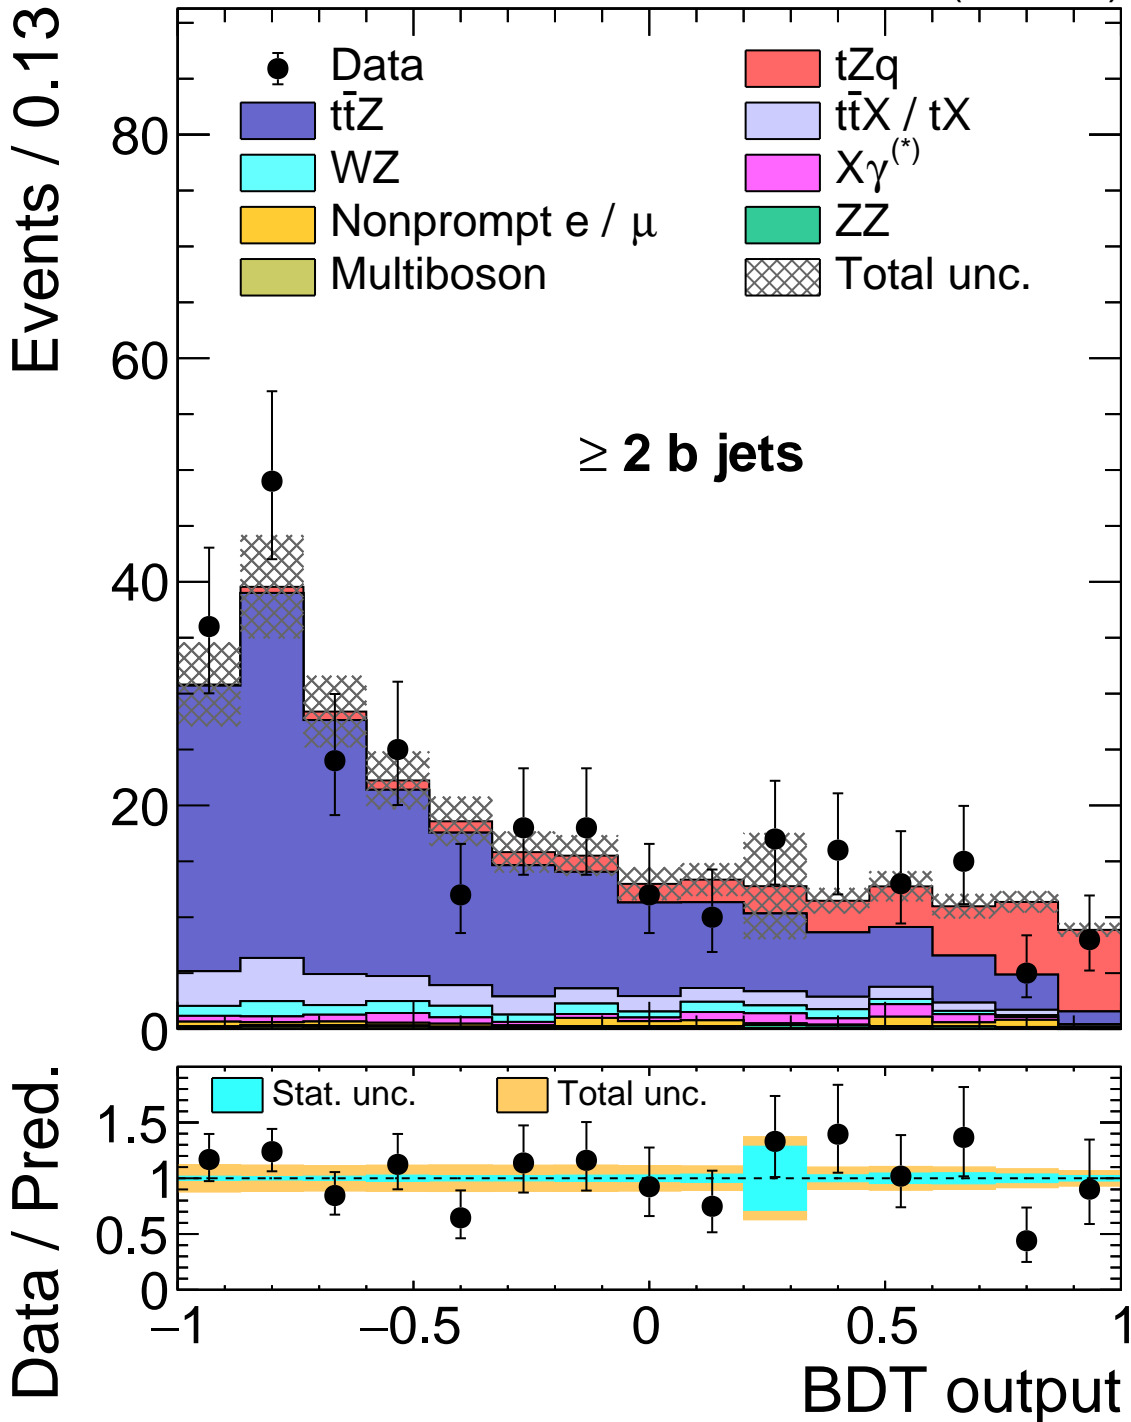 Events / 0.13
Data
tZq
tt̄Z
tt̄X / tX
WZ
Xγ(*)
Nonprompt e / μ
ZZ
Multiboson
Total unc.
80
60
≥ 2 b jets
40
20
0
Data / Pred.
Stat. unc.
Total unc.
1.5
1
0.5
0
−1
−0.5
0
0.5
1
BDT output